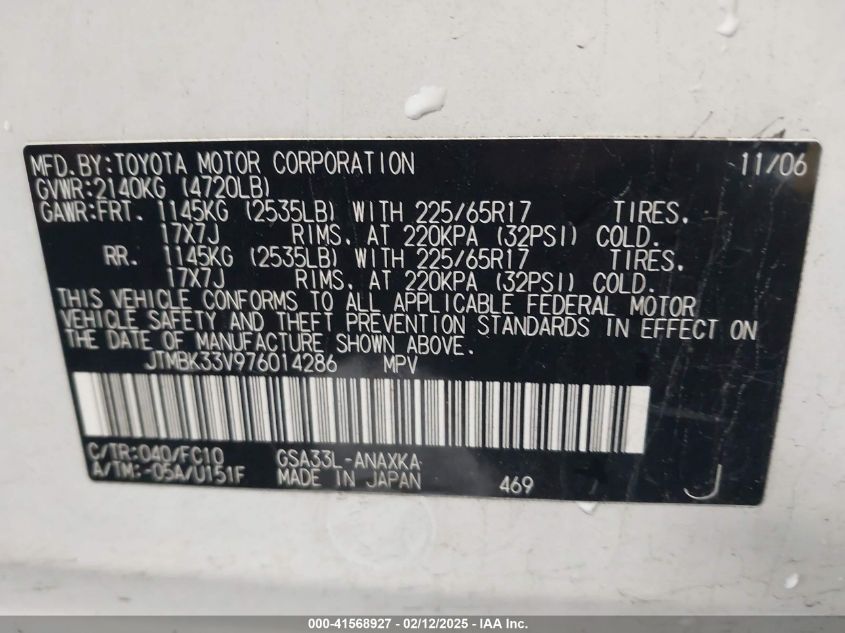 MFD.BY:TOYOTA MOTOR CORPORATION 11/06
GVWR:2140KG (4720LB)
GAWR:FRT. 1145KG (2535LB) WITH 225/65R17 TIRES.
17X7J RIMS, AT 220KPA (32PSI) COLD.
RR. 1145KG (2535LB) WITH 225/65R17 TIRES.
17X7J RIMS, AT 220KPA (32PSI) COLD.
THIS VEHICLE CONFORMS TO ALL APPLICABLE FEDERAL MOTOR
VEHICLE SAFETY AND THEFT PREVENTION STANDARDS IN EFFECT ON
THE DATE OF MANUFACTURE SHOWN ABOVE.
JTMBK33V976014286 MPV
C/TR:040/FC10 GSA33L-ANAXKA
A/TM:-05A/U151F MADE IN JAPAN 469 J
000-41568927 - 02/12/2025 - Copyright IAA, Inc.